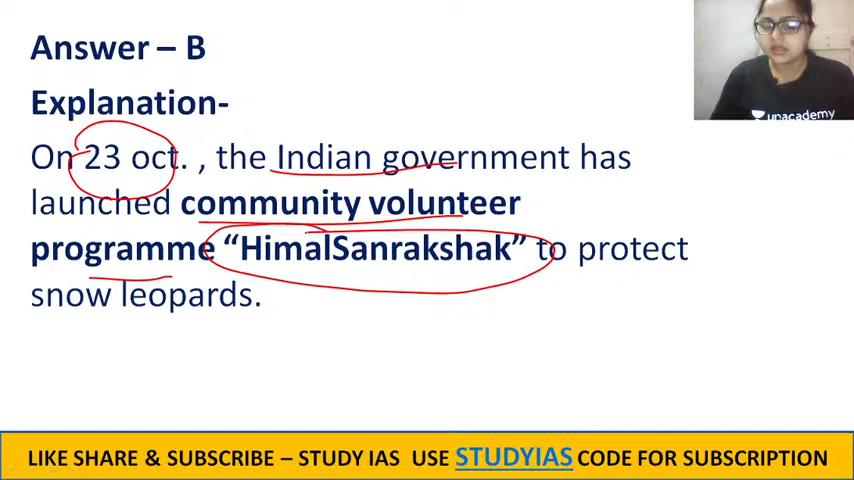 Answer – B
Explanation-
On 23 oct. , the Indian government has
launched community volunteer
programme “HimalSanrakshak” to protect
snow leopards.
unacademy
LIKE SHARE & SUBSCRIBE – STUDY IAS USE STUDYIAS CODE FOR SUBSCRIPTION